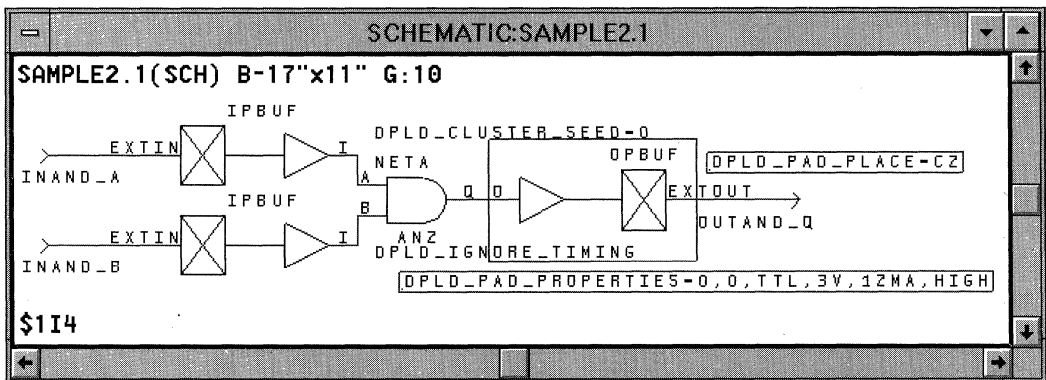 SCHEMATIC:SAMPLE2.1
SAMPLE2.1(SCH) B-17"x11" G:10
IPBUF
DPLD_CLUSTER_SEED=0
EXTIN
I
NETA
OPBUF
DPLD_PAD_PLACE=C2
INAND_A
A
Q
O
EXTOUT
IPBUF
B
OUTAND_Q
EXTIN
I
AN2
INAND_B
DPLD_IGNORE_TIMING
DPLD_PAD_PROPERTIES=0,0,TTL,3V,12MA,HIGH
$1I4